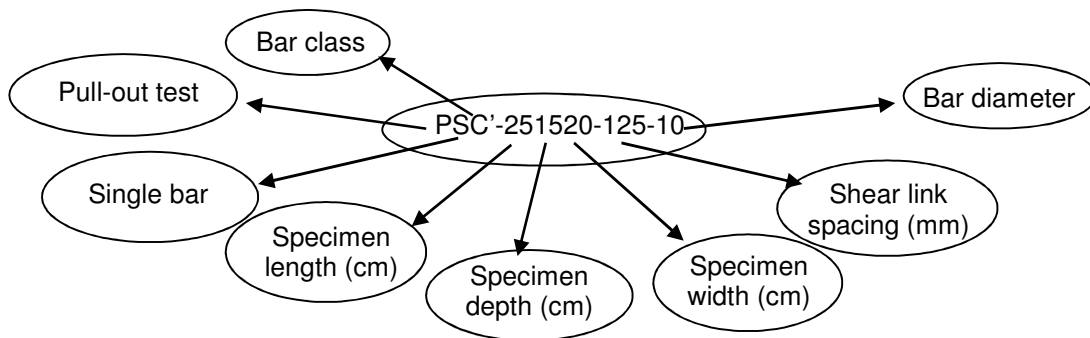 Bar class
Pull-out test
Bar diameter
PSC’-251520-125-10
Single bar
Shear link
spacing (mm)
Specimen
length (cm)
Specimen
depth (cm)
Specimen
width (cm)